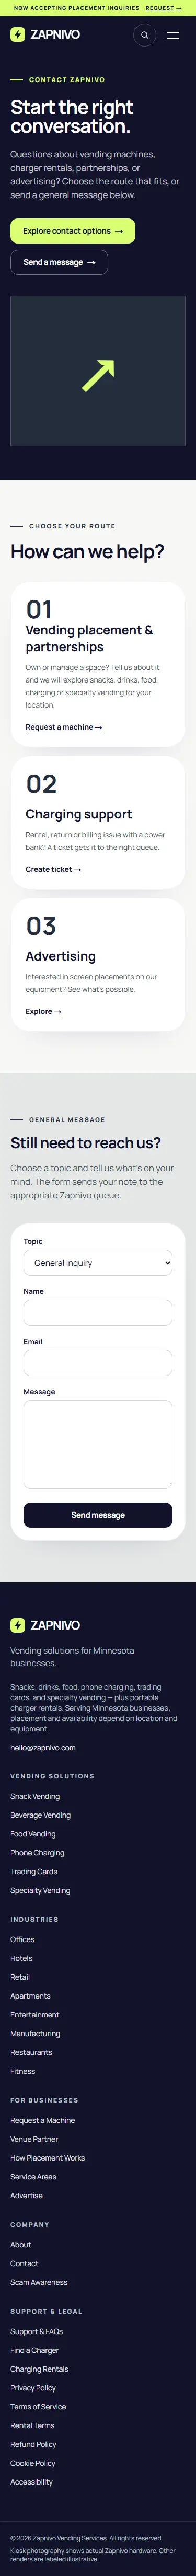 NOW ACCEPTING PLACEMENT INQUIRIES REQUEST →
ZAPNIVO
CONTACT ZAPNIVO
Start the right
conversation.
Questions about vending machines,
charger rentals, partnerships, or
advertising? Choose the route that fits, or
send a general message below.
Explore contact options →
Send a message →
CHOOSE YOUR ROUTE
How can we help?
01
Vending placement &
partnerships
Own or manage a space? Tell us about it
and we will explore snacks, drinks, food,
charging or specialty vending for your
location.
Request a machine →
02
Charging support
Rental, return or billing issue with a power
bank? A ticket gets it to the right queue.
Create ticket →
03
Advertising
Interested in screen placements on our
equipment? See what's possible.
Explore →
GENERAL MESSAGE
Still need to reach us?
Choose a topic and tell us what's on your
mind. The form sends your note to the
appropriate Zapnivo queue.
Topic
General inquiry
Name
Email
Message
Send message
ZAPNIVO
Vending solutions for Minnesota
businesses.
Snacks, drinks, food, phone charging, trading
cards, and specialty vending — plus portable
charger rentals. Serving Minnesota businesses;
placement and availability depend on location and
equipment.
hello@zapnivo.com
VENDING SOLUTIONS
Snack Vending
Beverage Vending
Food Vending
Phone Charging
Trading Cards
Specialty Vending
INDUSTRIES
Offices
Hotels
Retail
Apartments
Entertainment
Manufacturing
Restaurants
Fitness
FOR BUSINESSES
Request a Machine
Venue Partner
How Placement Works
Service Areas
Advertise
COMPANY
About
Contact
Scam Awareness
SUPPORT & LEGAL
Support & FAQs
Find a Charger
Charging Rentals
Privacy Policy
Terms of Service
Rental Terms
Refund Policy
Cookie Policy
Accessibility
© 2026 Zapnivo Vending Services. All rights reserved.
Kiosk photography shows actual Zapnivo hardware. Other
renders are labeled illustrative.